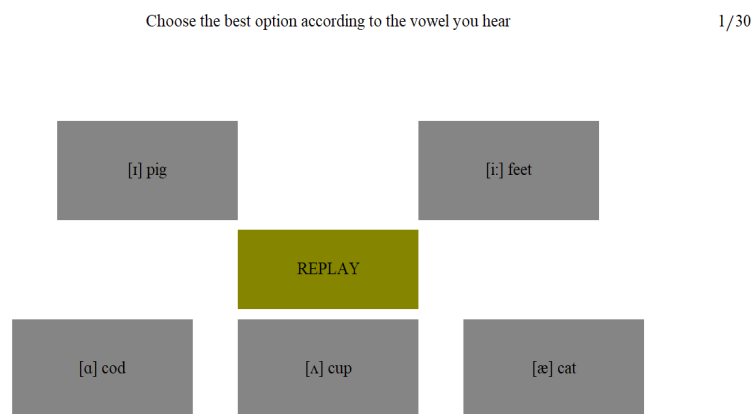 Choose the best option according to the vowel you hear 1/30
[ɪ] pig [i:] feet
REPLAY
[ɑ] cod [ʌ] cup [æ] cat